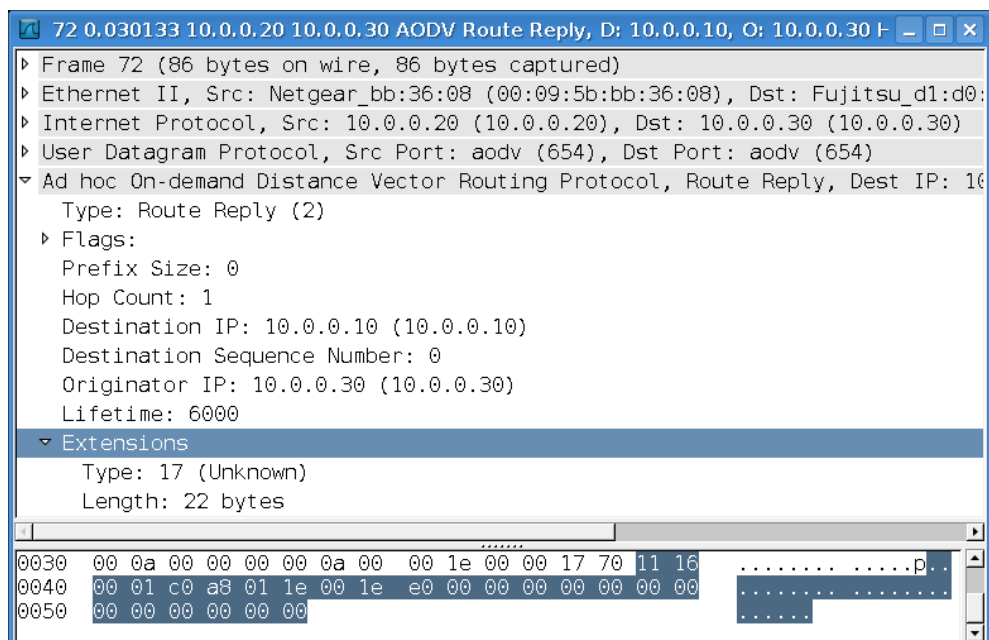 72 0.030133 10.0.0.20 10.0.0.30 AODV Route Reply, D: 10.0.0.10, O: 10.0.0.30 H
Frame 72 (86 bytes on wire, 86 bytes captured)
Ethernet II, Src: Netgear_bb:36:08 (00:09:5b:bb:36:08), Dst: Fujitsu_d1:d0:
Internet Protocol, Src: 10.0.0.20 (10.0.0.20), Dst: 10.0.0.30 (10.0.0.30)
User Datagram Protocol, Src Port: aodv (654), Dst Port: aodv (654)
Ad hoc On-demand Distance Vector Routing Protocol, Route Reply, Dest IP: 10
Type: Route Reply (2)
Flags:
Prefix Size: 0
Hop Count: 1
Destination IP: 10.0.0.10 (10.0.0.10)
Destination Sequence Number: 0
Originator IP: 10.0.0.30 (10.0.0.30)
Lifetime: 6000
Extensions
Type: 17 (Unknown)
Length: 22 bytes
0030 00 0a 00 00 00 00 0a 00 00 1e 00 00 17 70 11 16 ........ .....p..
0040 00 01 c0 a8 01 1e 00 1e e0 00 00 00 00 00 00 00 ........ ........
0050 00 00 00 00 00 00 ......